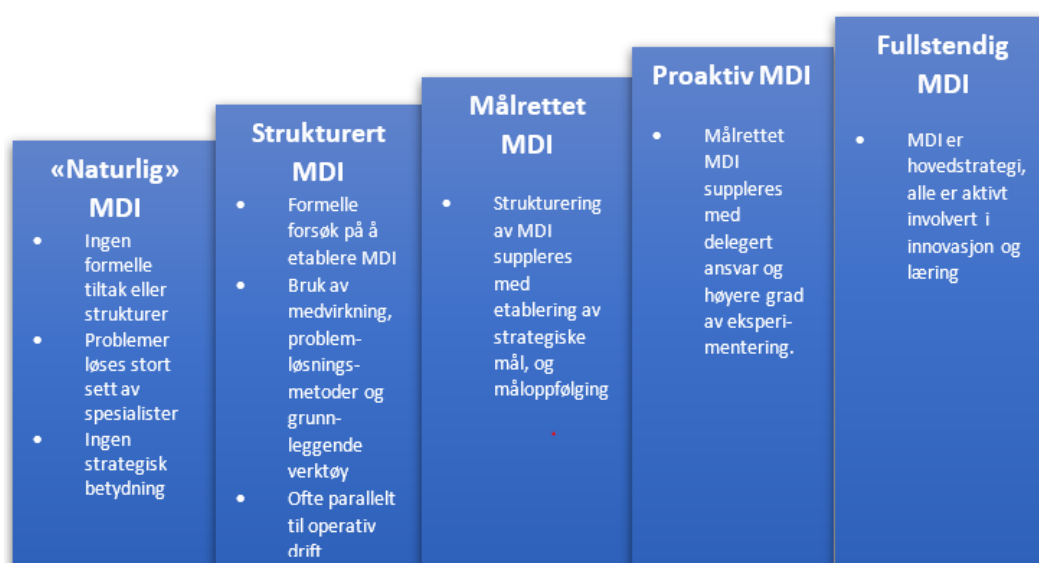 «Naturlig»
MDI
Ingen
formelle
tiltak eller
strukturer
Problemer
løses stort
sett av
spesialister
Ingen
strategisk
betydning
Strukturert
MDI
Formelle
forsøk på å
etablere MDI
Bruk av
medvirkning,
problem-
løsnings-
metoder og
grunn-
leggende
verktøy
Ofte parallelt
til operativ
drift
Målrettet
MDI
Strukturering
av MDI
suppleres
med
etablering av
strategiske
mål, og
måloppfølging
Proaktiv MDI
Målrettet
MDI
suppleres
med
delegert
ansvar og
høyere grad
av eksperi-
mentering.
Fullstendig
MDI
MDI er
hovedstrategi,
alle er aktivt
involvert i
innovasjon og
læring